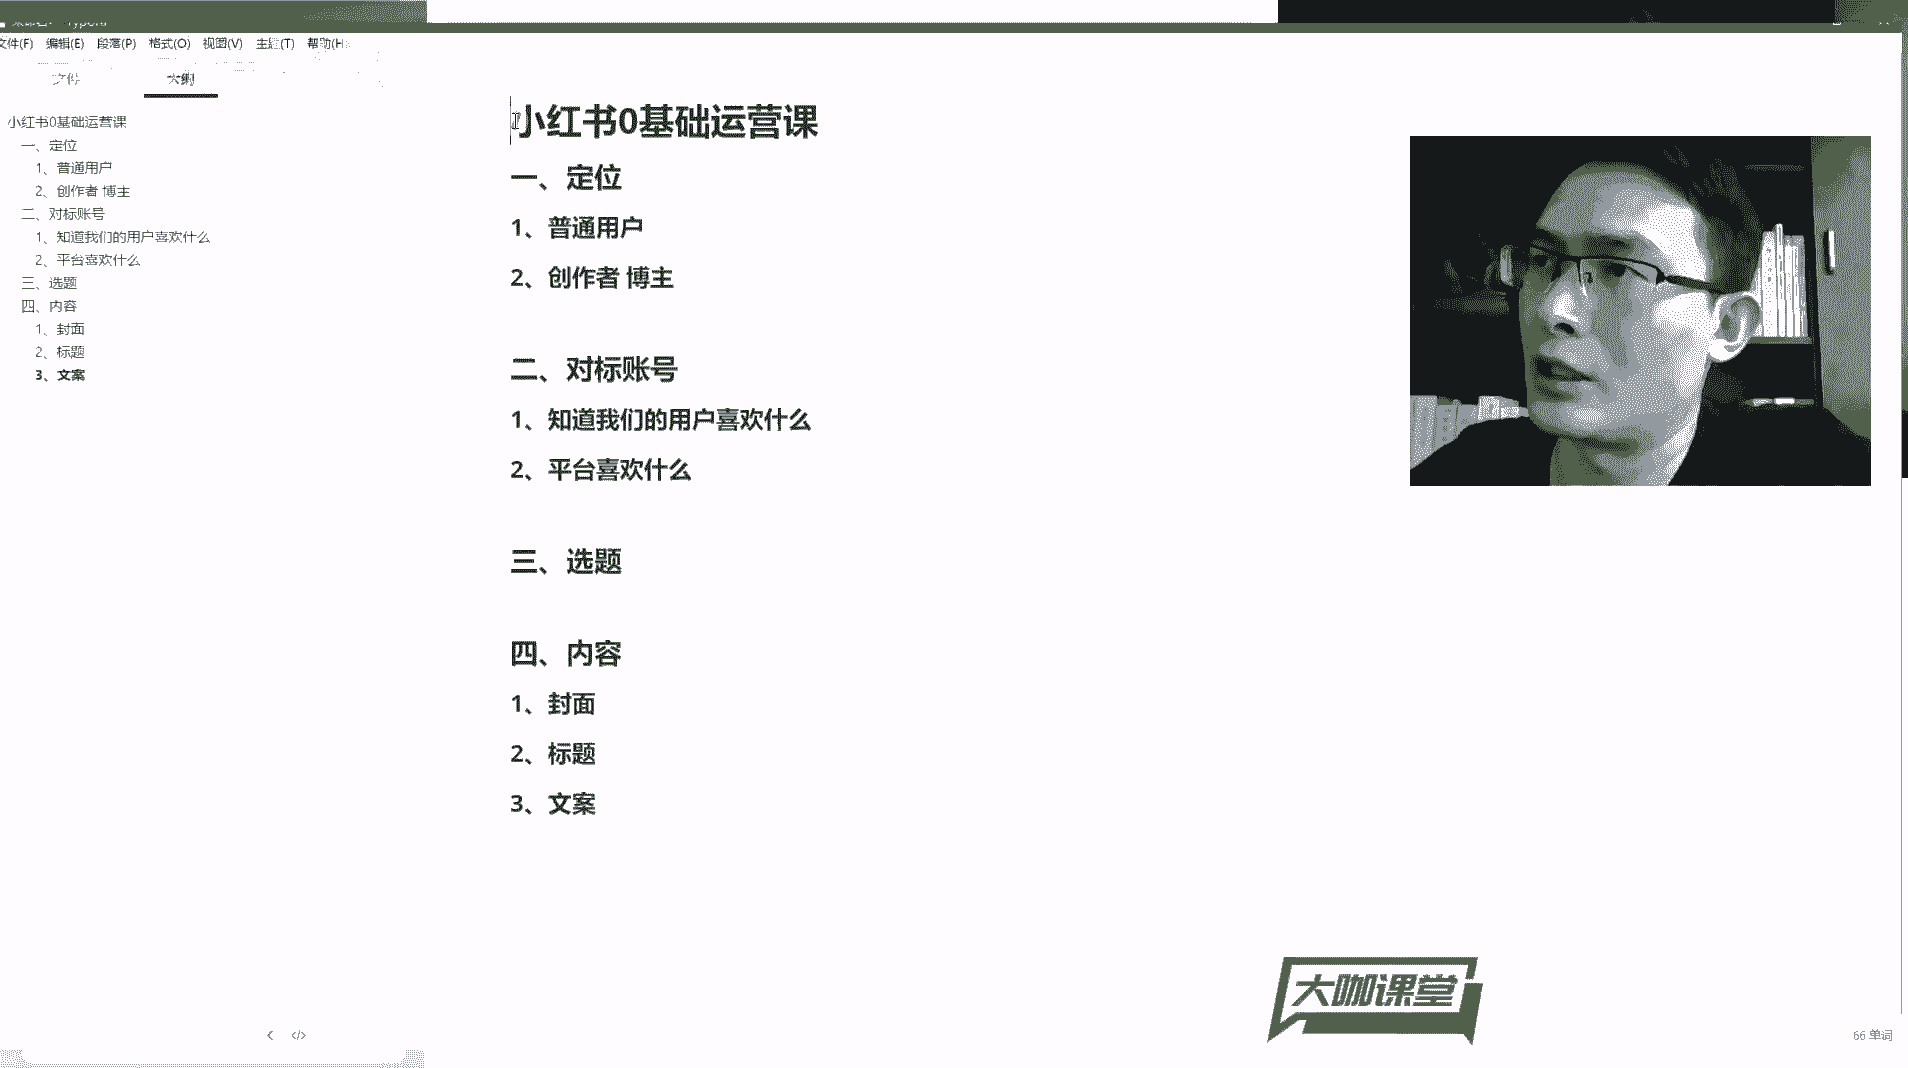 文件(F) 编辑(E) 段落(P) 格式(O) 视图(V) 主题(T) 帮助(H)
文件 大纲
小红书0基础运营课
一、定位
1、普通用户
2、创作者 博主
二、对标账号
1、知道我们的用户喜欢什么
2、平台喜欢什么
三、选题
四、内容
1、封面
2、标题
3、文案
小红书0基础运营课
一、定位
1、普通用户
2、创作者 博主
二、对标账号
1、知道我们的用户喜欢什么
2、平台喜欢什么
三、选题
四、内容
1、封面
2、标题
3、文案
大咖课堂
66 单词